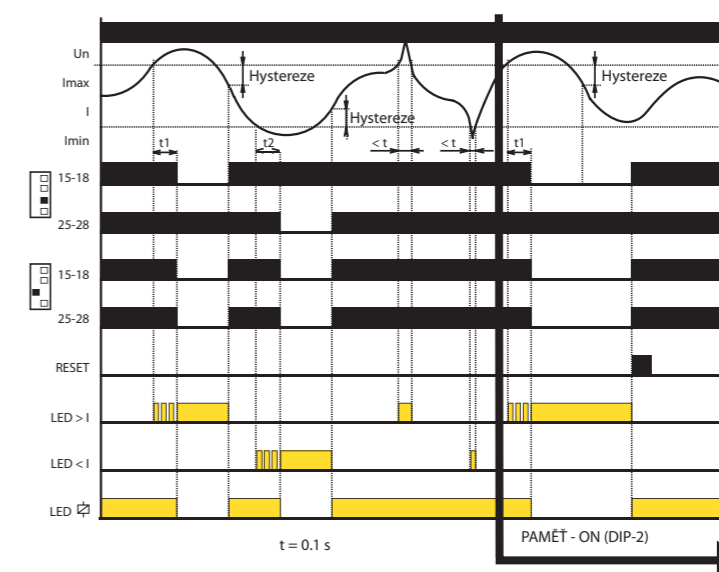 Un
Hystereze
Hystereze
Imax
I
Hystereze
Imin
t1
t2
< t
< t
t1
15-18
25-28
15-18
25-28
RESET
LED > I
LED < I
LED
t = 0.1 s
PAMĚŤ - ON (DIP-2)